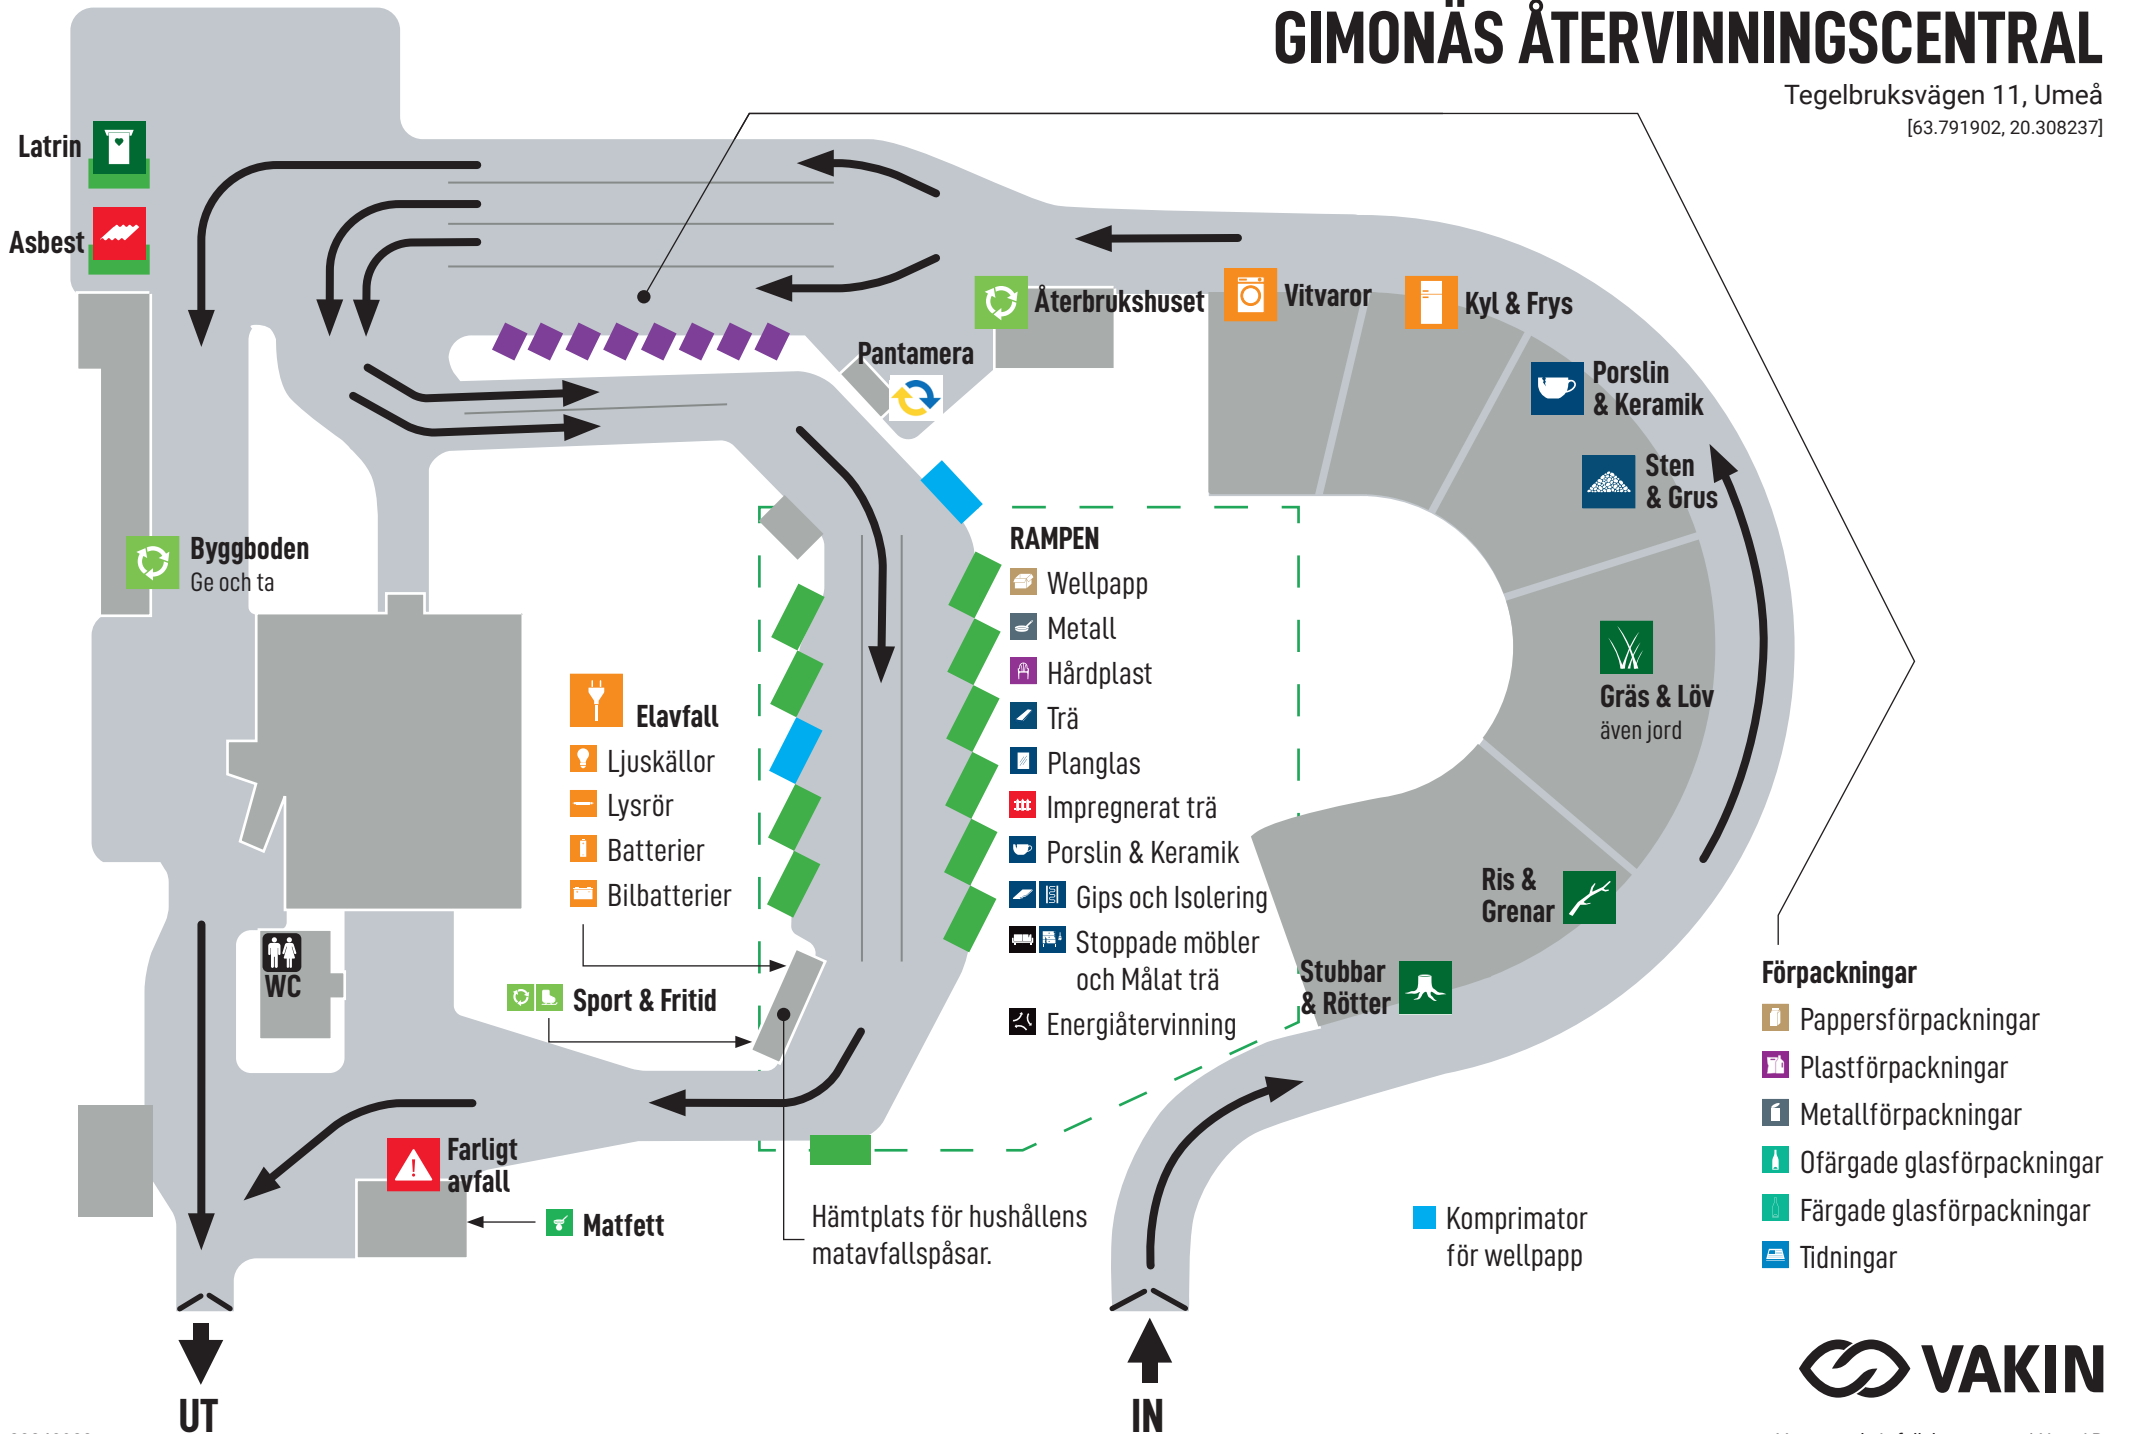 GIMONÄS ÅTERVINNINGSCENTRAL
Tegelbruksvägen 11, Umeå
[63.791902, 20.308237]
Latrin
Asbest
Återbrukshuset
Vitvaror
Kyl & Frys
Pantamera
Porslin
& Keramik
Sten
& Grus
Byggboden
Ge och ta
RAMPEN
Wellpapp
Metall
Hårdplast
Trä
Planglas
Impregnerat trä
Porslin & Keramik
Gips och Isolering
Stoppade möbler
och Målat trä
Energiåtervinning
Gräs & Löv
även jord
Elavfall
Ljuskällor
Lysrör
Batterier
Bilbatterier
Ris &
Grenar
Stubbar
& Rötter
WC
Sport & Fritid
Förpackningar
Pappersförpackningar
Plastförpackningar
Metallförpackningar
Ofärgade glasförpackningar
Färgade glasförpackningar
Tidningar
Farligt
avfall
Matfett
Hämtplats för hushållens
matavfallspåsar.
Komprimator
för wellpapp
VAKIN
UT
IN